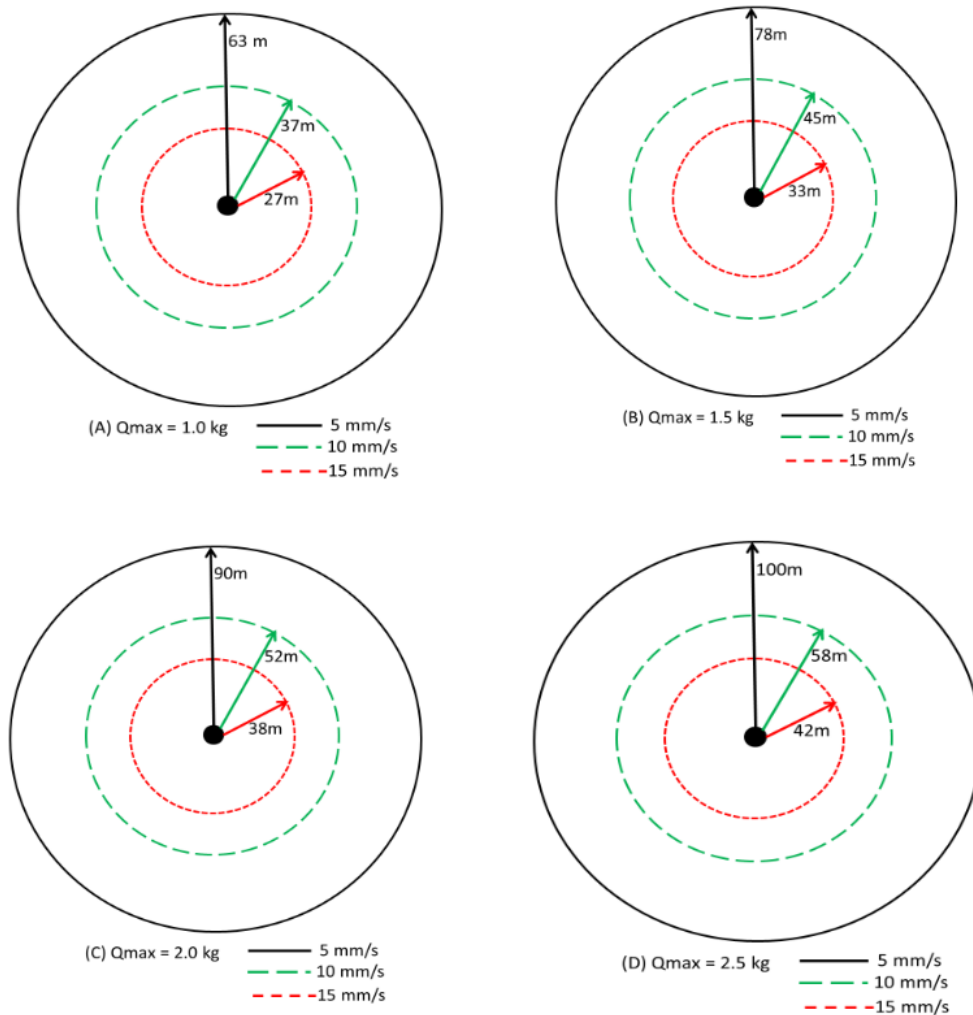 63 m
37m
27m
(A) Qmax = 1.0 kg
5 mm/s
10 mm/s
15 mm/s
78m
45m
33m
(B) Qmax = 1.5 kg
5 mm/s
10 mm/s
15 mm/s
90m
52m
38m
(C) Qmax = 2.0 kg
5 mm/s
10 mm/s
15 mm/s
100m
58m
42m
(D) Qmax = 2.5 kg
5 mm/s
10 mm/s
15 mm/s